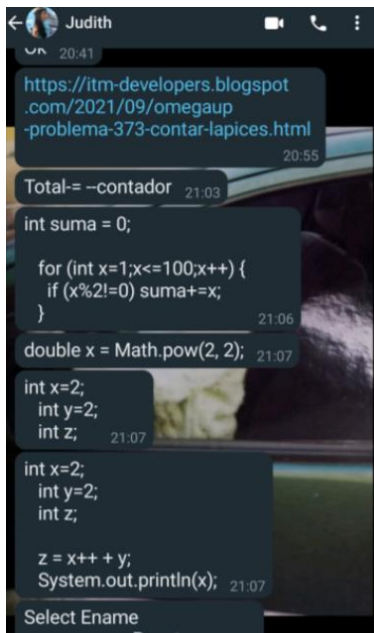 Judith
OK 20:41
https://itm-developers.blogspot
.com/2021/09/omegaup
-problema-373-contar-lapices.html
20:55
Total-= --contador 21:03
int suma = 0;
for (int x=1;x<=100;x++) {
if (x%2!=0) suma+=x;
}
21:06
double x = Math.pow(2, 2); 21:07
int x=2;
int y=2;
int z; 21:07
int x=2;
int y=2;
int z;
z = x++ + y;
System.out.println(x); 21:07
Select Ename